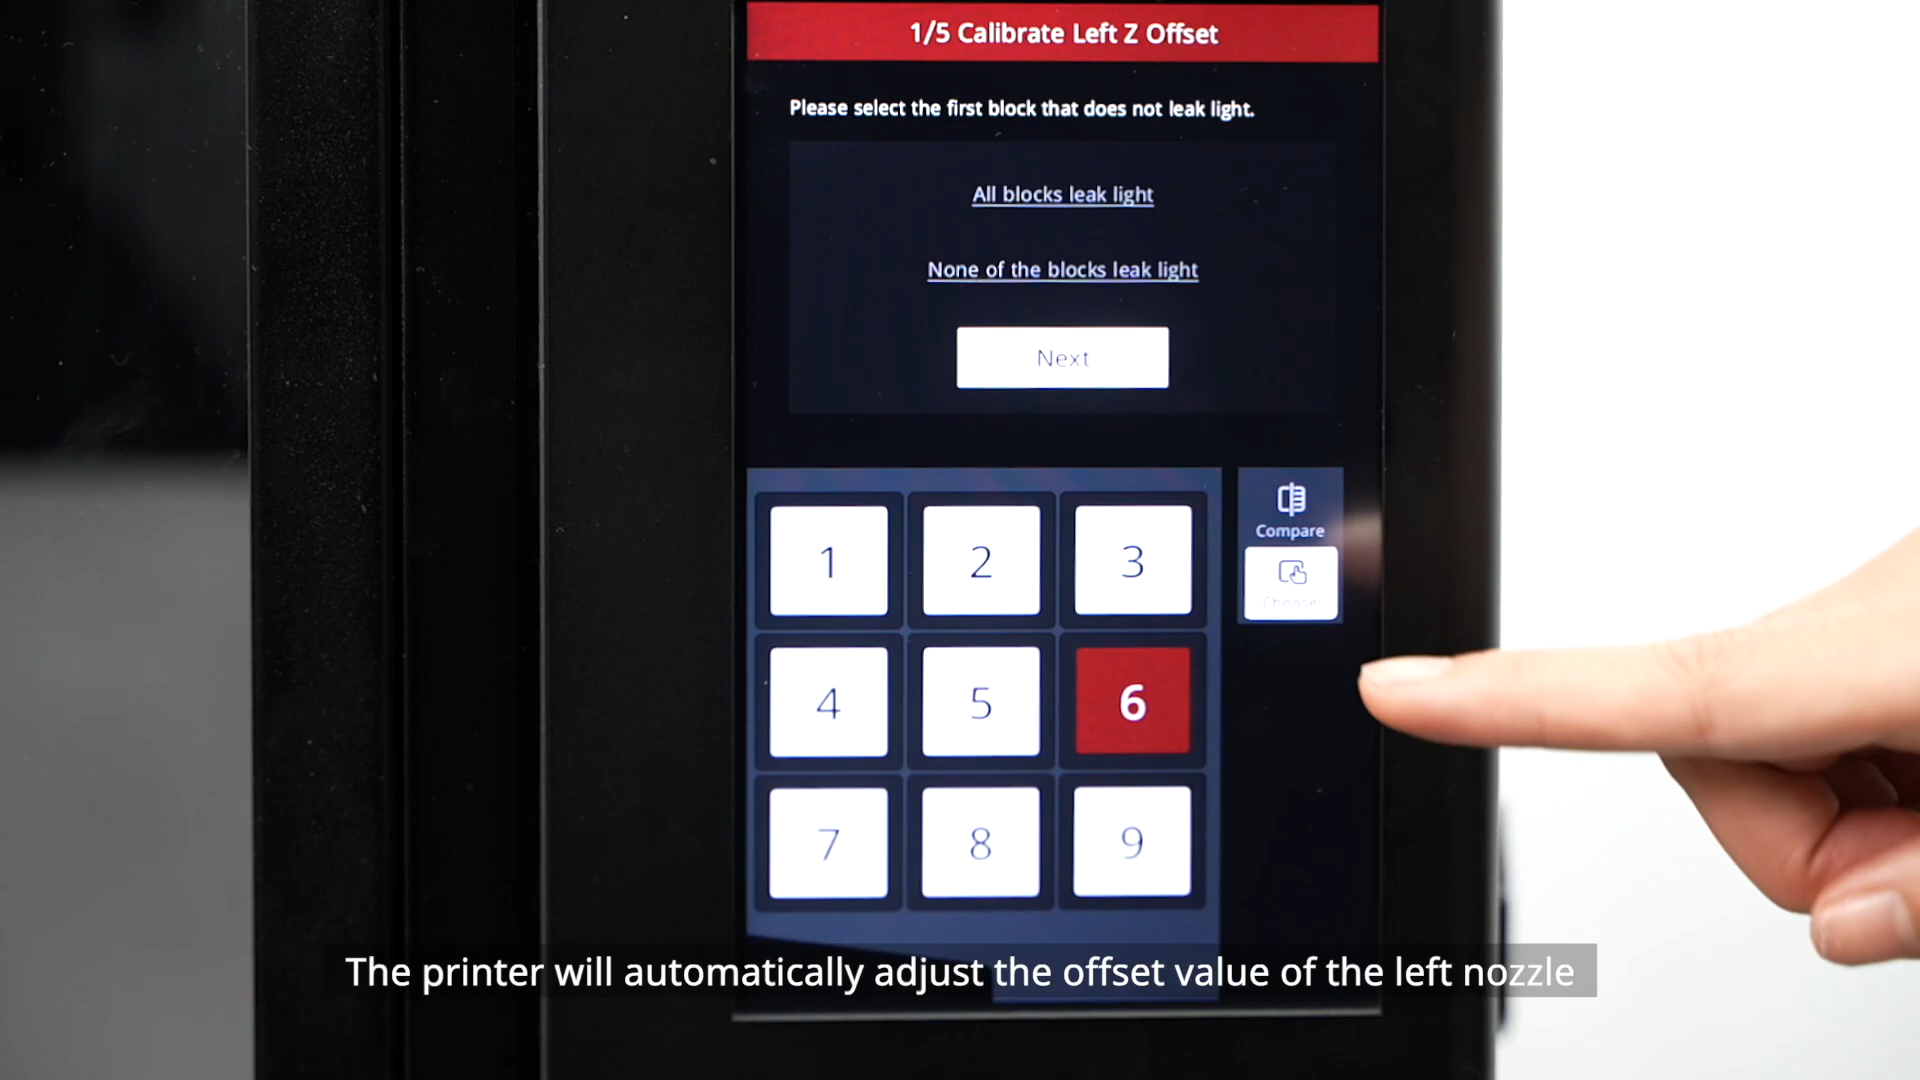 1/5 Calibrate Left Z Offset
Please select the first block that does not leak light.
All blocks leak light
None of the blocks leak light
Next
1 2 3
Compare
Choose
4 5 6
7 8 9
The printer will automatically adjust the offset value of the left nozzle